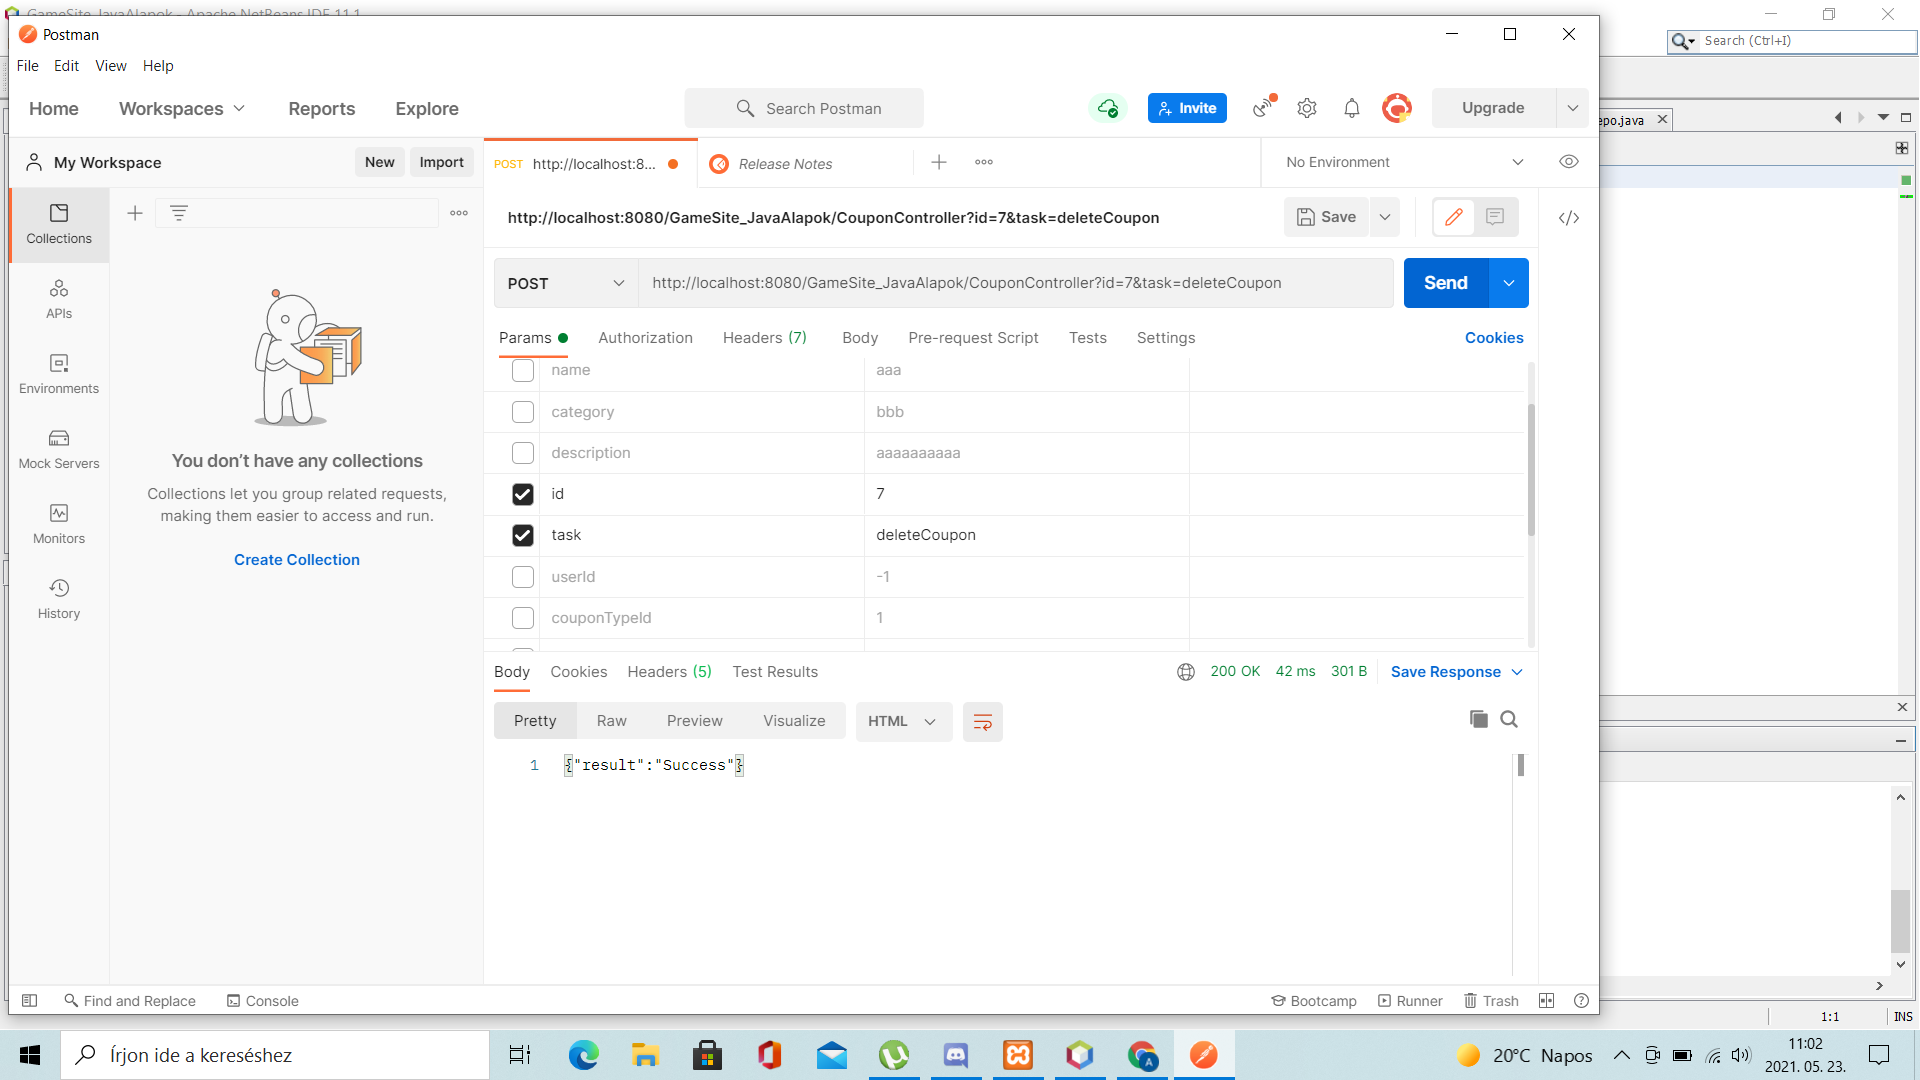 GameSite_JavaAlapok - Apache NetBeans IDE 11.1
Search (Ctrl+I)
epo.java
Postman
File Edit View Help
Home Workspaces Reports Explore
Search Postman
Invite
Upgrade
My Workspace
New Import
POST http://localhost:8...
Release Notes
No Environment
Collections
APIs
Environments
Mock Servers
Monitors
History
You don't have any collections
Collections let you group related requests,
making them easier to access and run.
Create Collection
http://localhost:8080/GameSite_JavaAlapok/CouponController?id=7&task=deleteCoupon
Save
POST http://localhost:8080/GameSite_JavaAlapok/CouponController?id=7&task=deleteCoupon
Send
Params Authorization Headers (7) Body Pre-request Script Tests Settings Cookies
name aaa
category bbb
description aaaaaaaaaa
id 7
task deleteCoupon
userId -1
couponTypeId 1
Body Cookies Headers (5) Test Results
200 OK 42 ms 301 B Save Response
Pretty Raw Preview Visualize HTML
1 {"result":"Success"}
Find and Replace Console
Bootcamp Runner Trash
1:1 INS
Írjon ide a kereséshez
20°C Napos
11:02
2021. 05. 23.